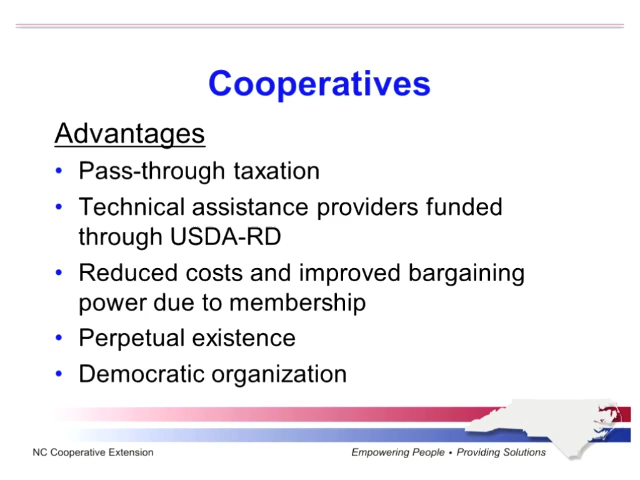 Cooperatives
Advantages
• Pass-through taxation
• Technical assistance providers funded
through USDA-RD
• Reduced costs and improved bargaining
power due to membership
• Perpetual existence
• Democratic organization
NC Cooperative Extension
Empowering People • Providing Solutions